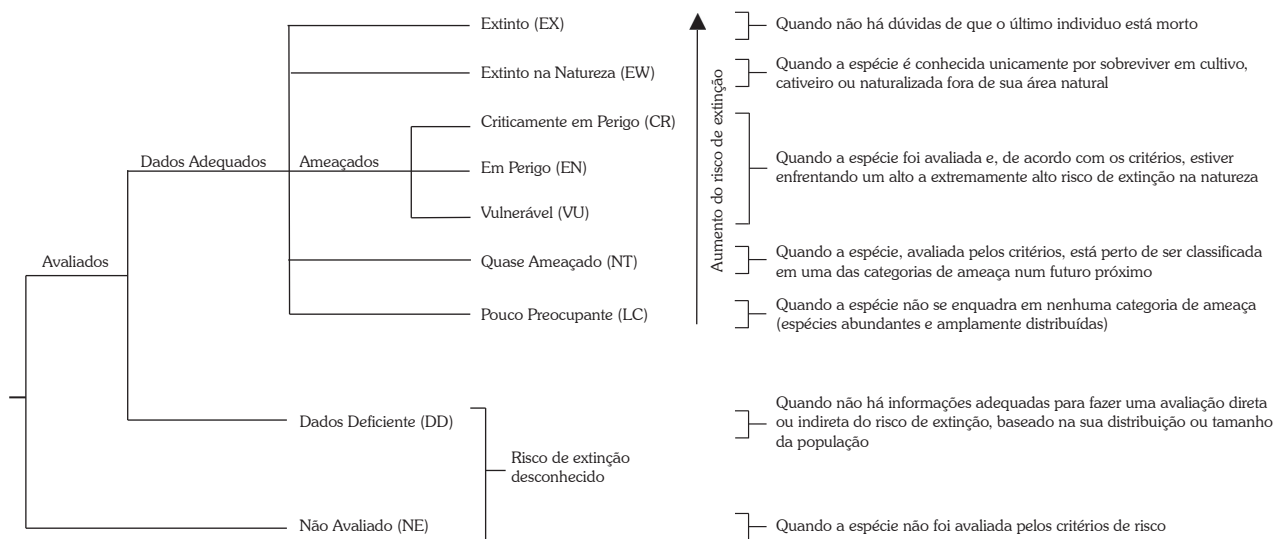 Extinto (EX)
Quando não há dúvidas de que o último individuo está morto
Extinto na Natureza (EW)
Quando a espécie é conhecida unicamente por sobreviver em cultivo,
cativeiro ou naturalizada fora de sua área natural
Criticamente em Perigo (CR)
Dados Adequados
Ameaçados
Em Perigo (EN)
Vulnerável (VU)
Quando a espécie foi avaliada e, de acordo com os critérios, estiver
enfrentando um alto a extremamente alto risco de extinção na natureza
Aumento do risco de extinção
Avaliados
Quase Ameaçado (NT)
Quando a espécie, avaliada pelos critérios, está perto de ser classificada
em uma das categorias de ameaça num futuro próximo
Pouco Preocupante (LC)
Quando a espécie não se enquadra em nenhuma categoria de ameaça
(espécies abundantes e amplamente distribuídas)
Dados Deficiente (DD)
Quando não há informações adequadas para fazer uma avaliação direta
ou indireta do risco de extinção, baseado na sua distribuição ou tamanho
da população
Risco de extinção
desconhecido
Não Avaliado (NE)
Quando a espécie não foi avaliada pelos critérios de risco